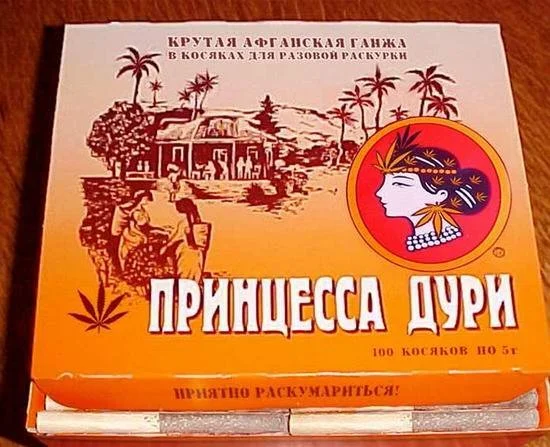 КРУТАЯ АФГАНСКАЯ ГАНЖА
В КОСЯКАХ ДЛЯ РАЗОВОЙ РАСКУРКИ
ПРИНЦЕССА ДУРИ
100 КОСЯКОВ ПО 5г
ПРИЯТНО РАСКУМАРИТЬСЯ!